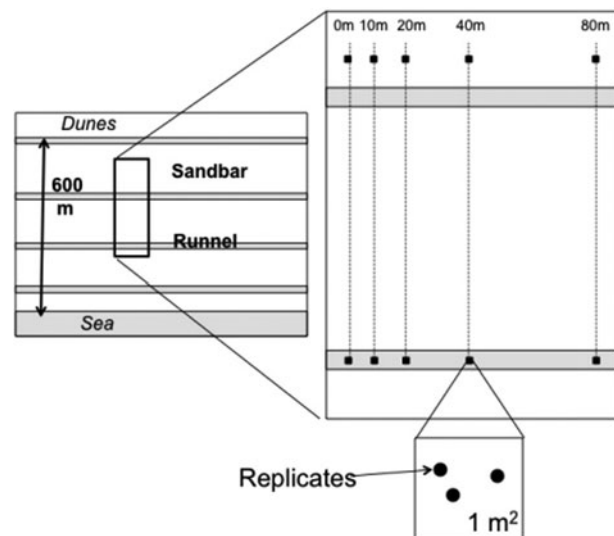 0m 10m 20m 40m 80m
Dunes
Sandbar
600
m
Runnel
Sea
Replicates
1 m²